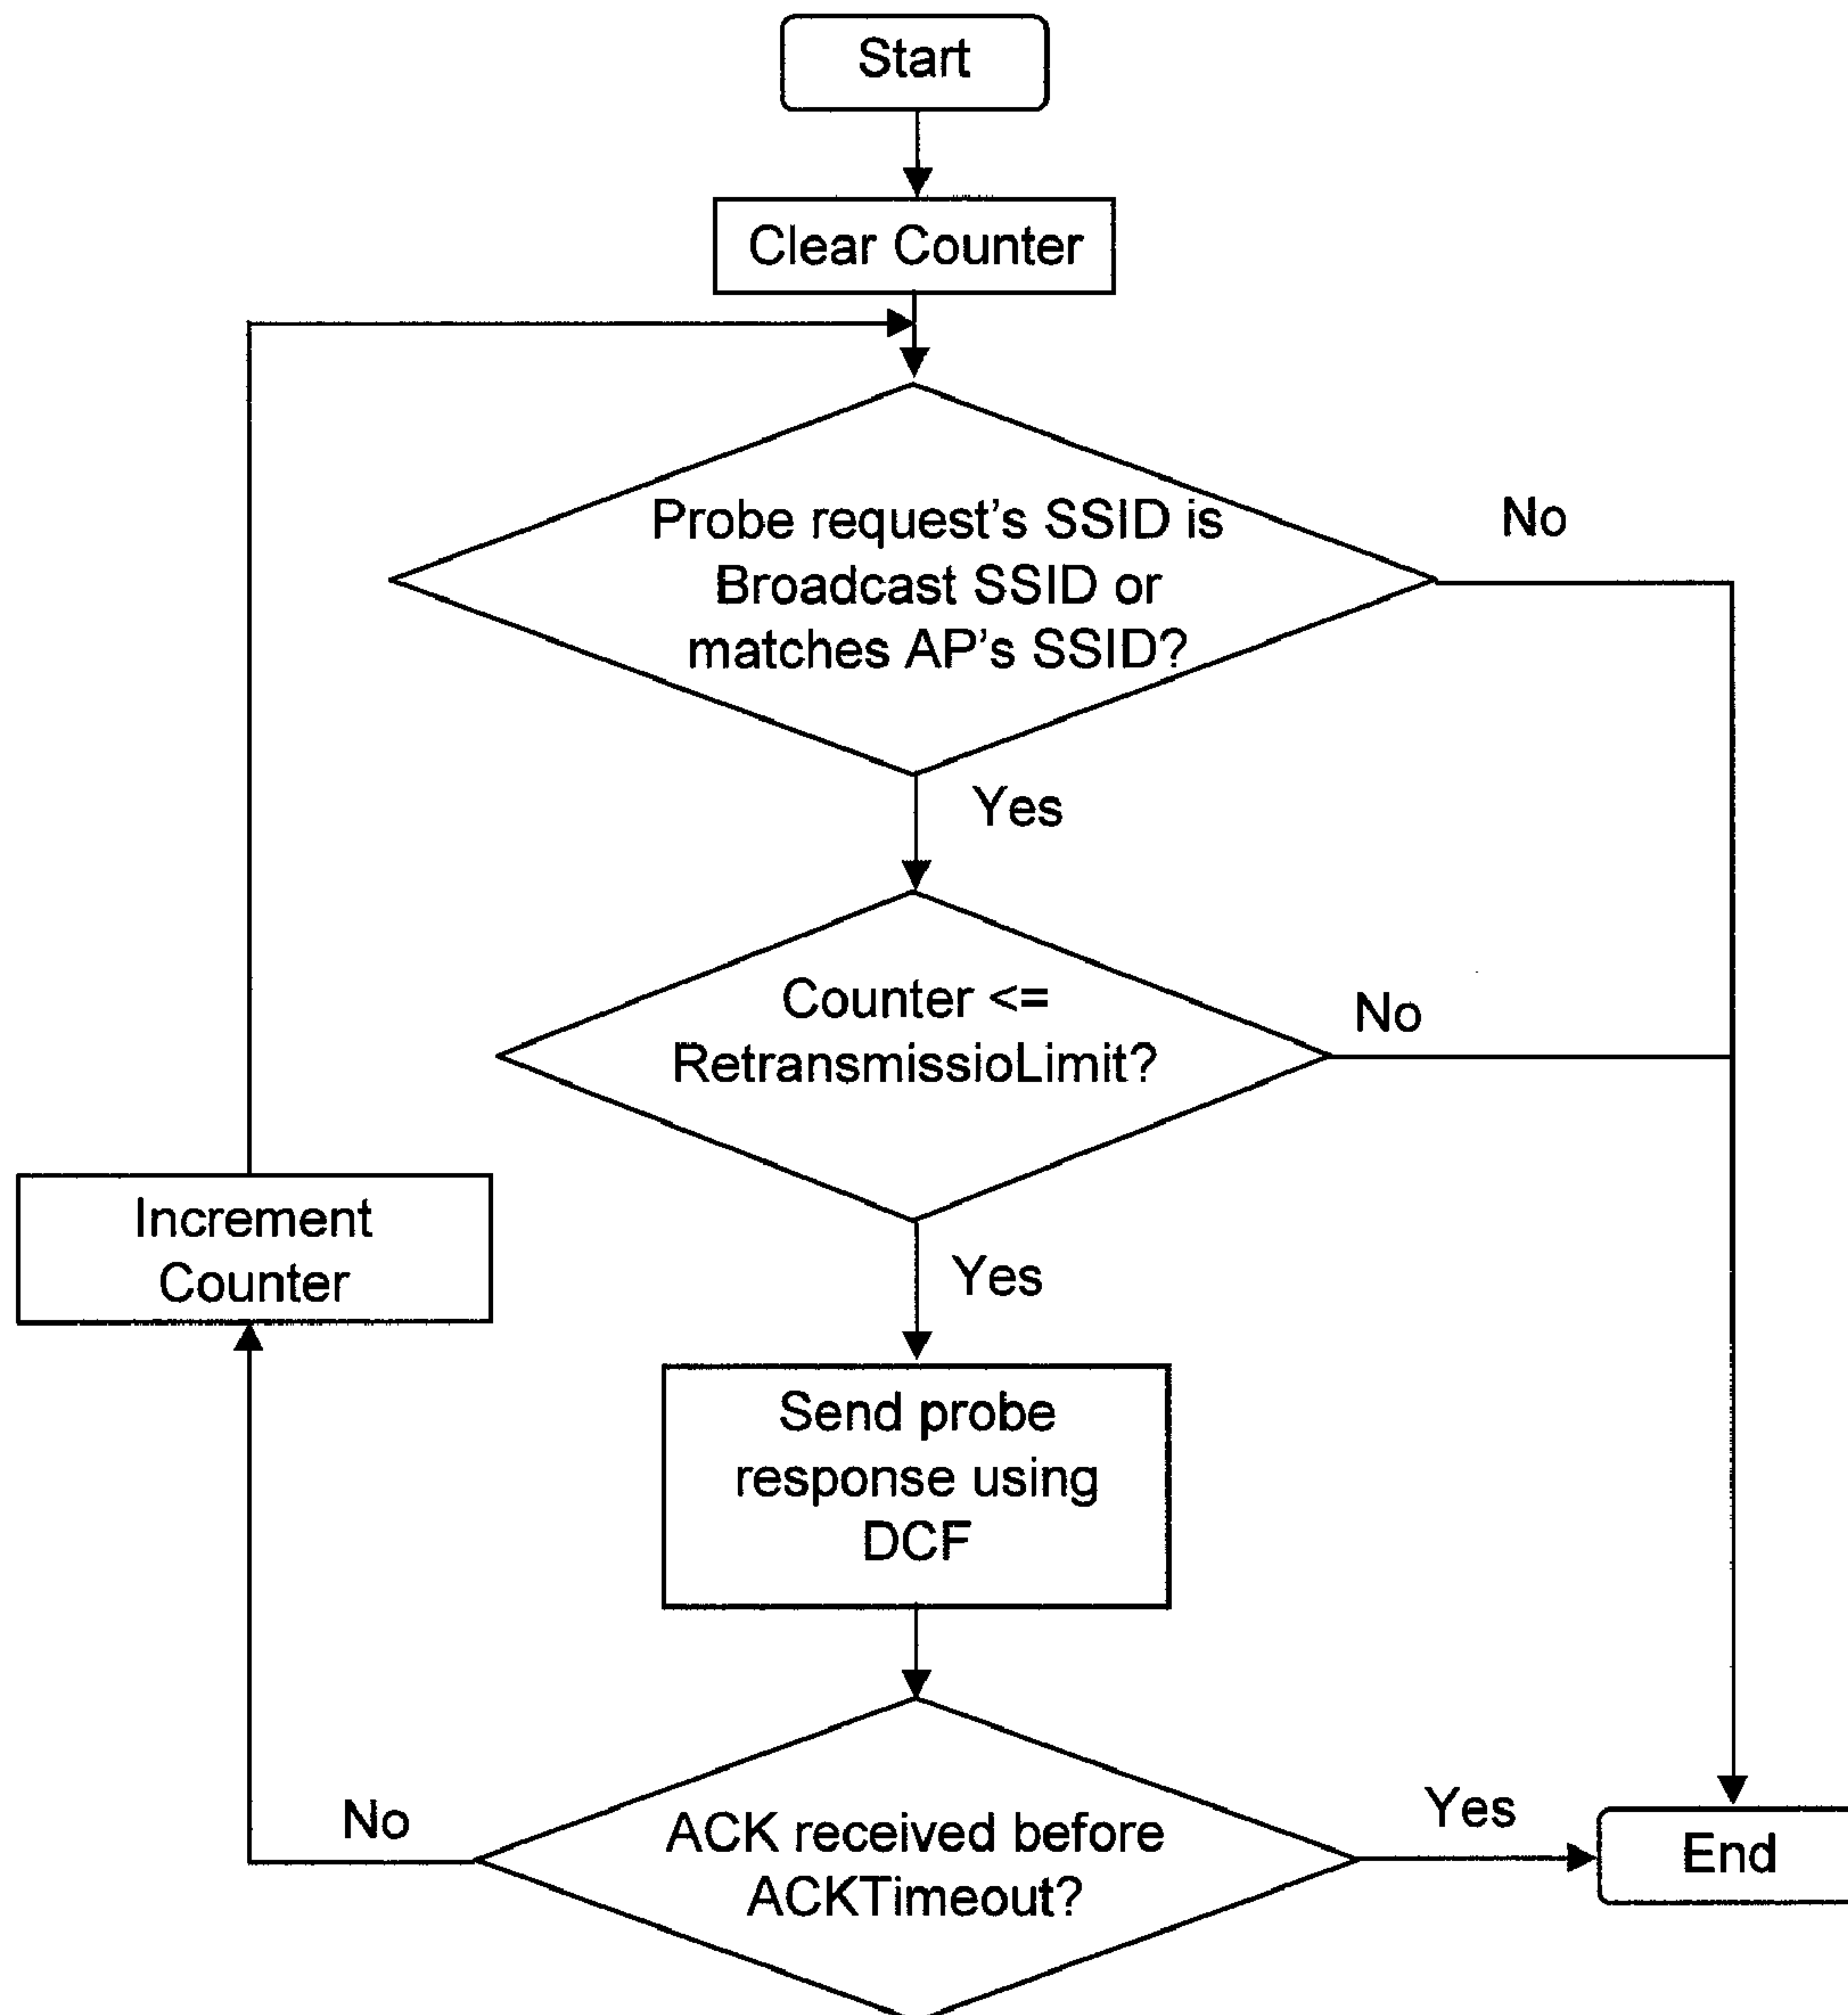 Start
Clear Counter
Probe request's SSID is
Broadcast SSID or
matches AP's SSID?
No
Yes
Counter <=
RetransmissioLimit?
No
Increment
Counter
Yes
Send probe
response using
DCF
No
ACK received before
ACKTimeout?
Yes
End